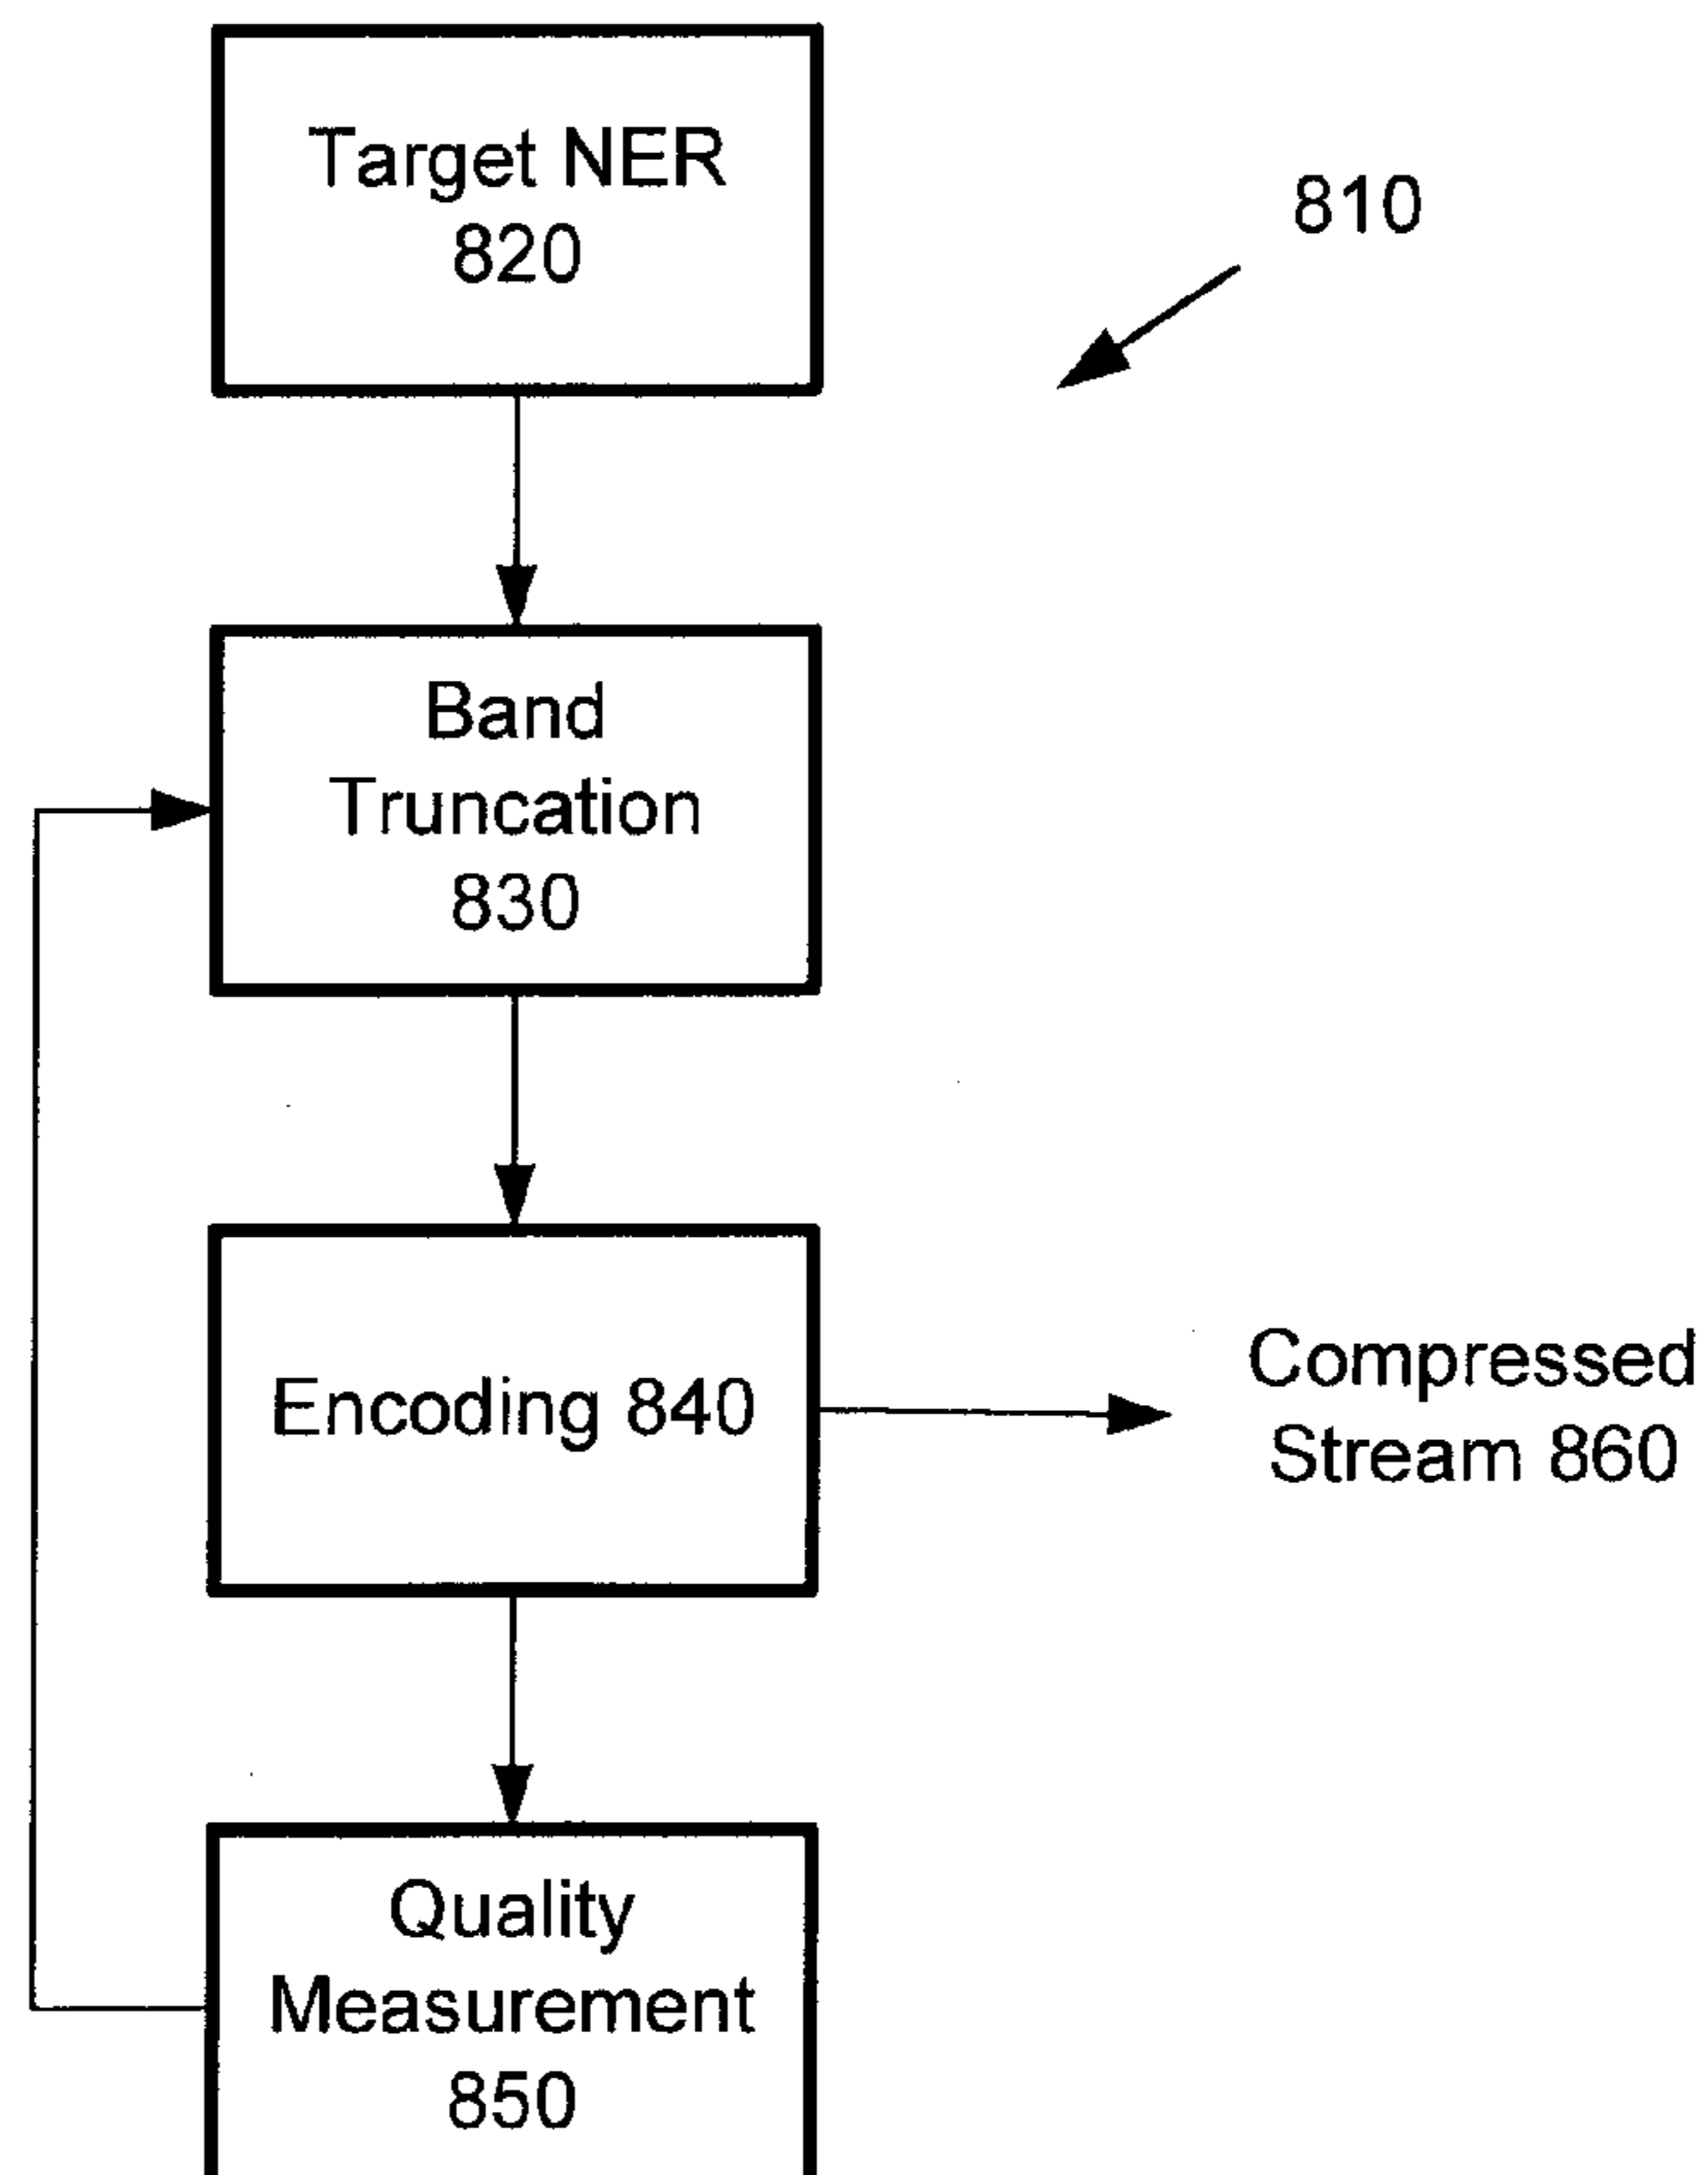 Target NER
820
810
Band
Truncation
830
Encoding 840
Compressed
Stream 860
Quality
Measurement
850